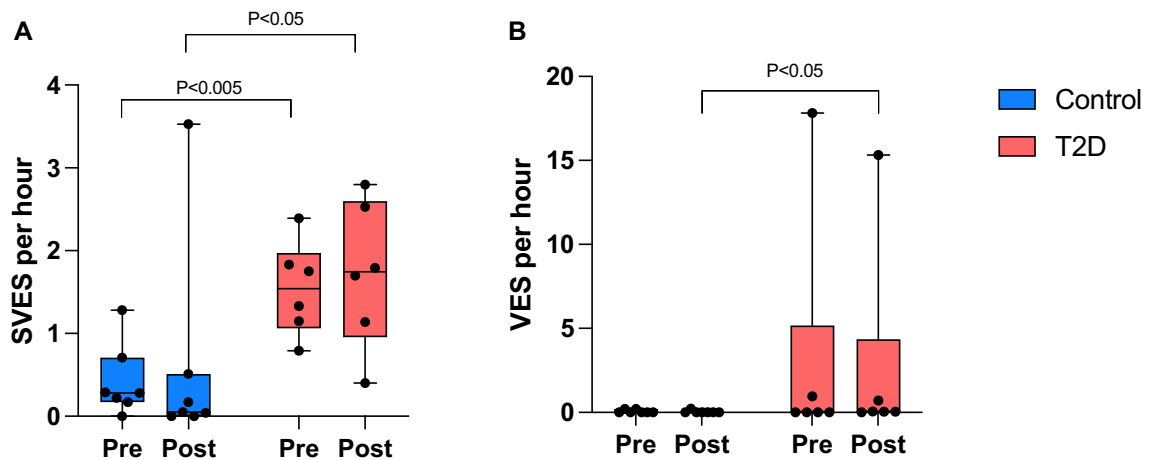 A
P<0.05
P<0.005
SVES per hour
4
3
2
1
0
Pre Post Pre Post
B
P<0.05
VES per hour
20
15
10
5
0
Pre Post Pre Post
Control
T2D